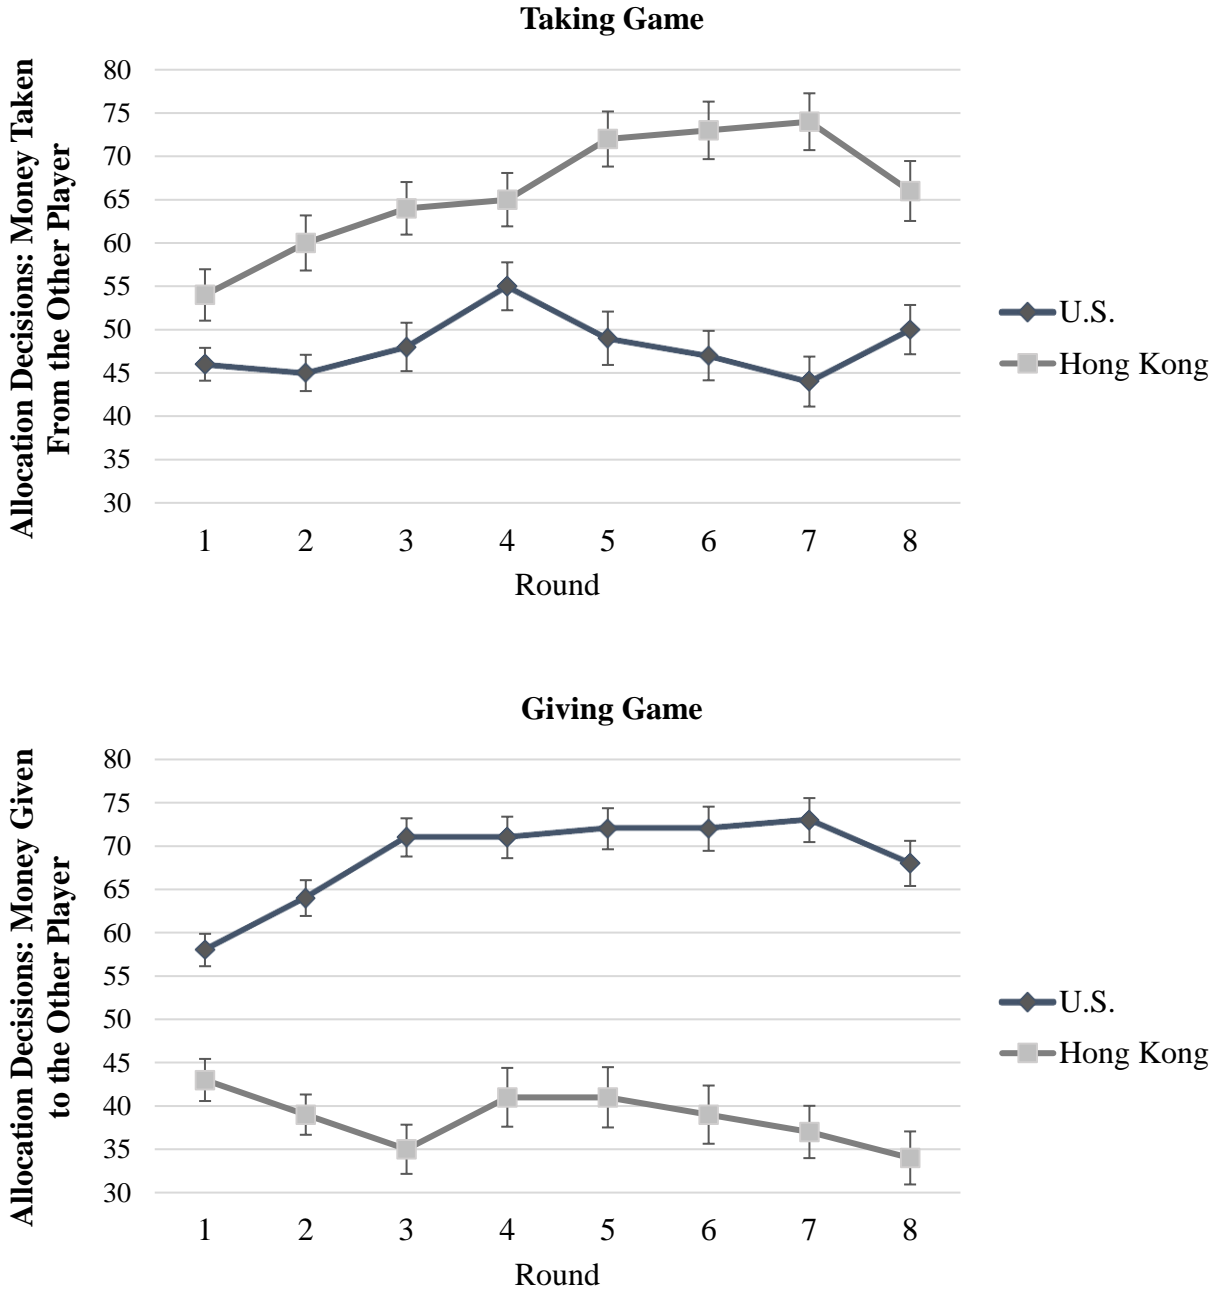 Taking Game
Allocation Decisions: Money Taken
From the Other Player
80
75
70
65
60
55
50
45
40
35
30
1 2 3 4 5 6 7 8
Round
U.S.
Hong Kong
Giving Game
Allocation Decisions: Money Given
to the Other Player
80
75
70
65
60
55
50
45
40
35
30
1 2 3 4 5 6 7 8
Round
U.S.
Hong Kong